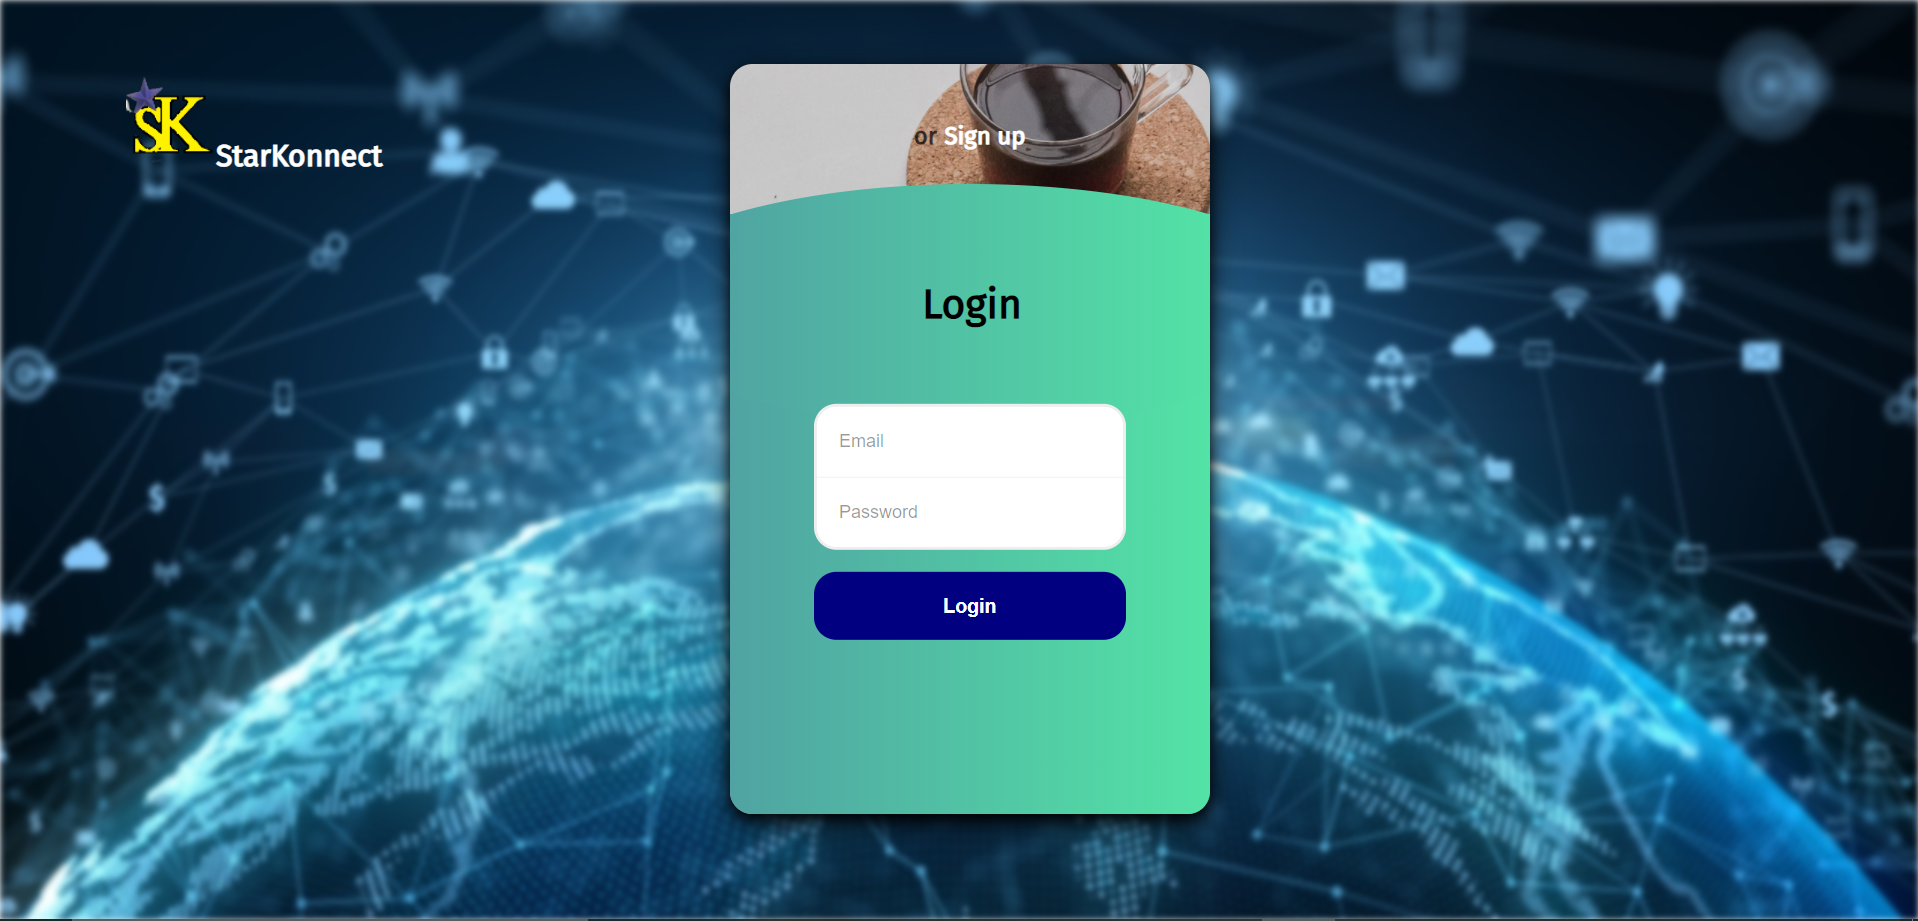 SK
StarKonnect
or Sign up
Login
Email
Password
Login